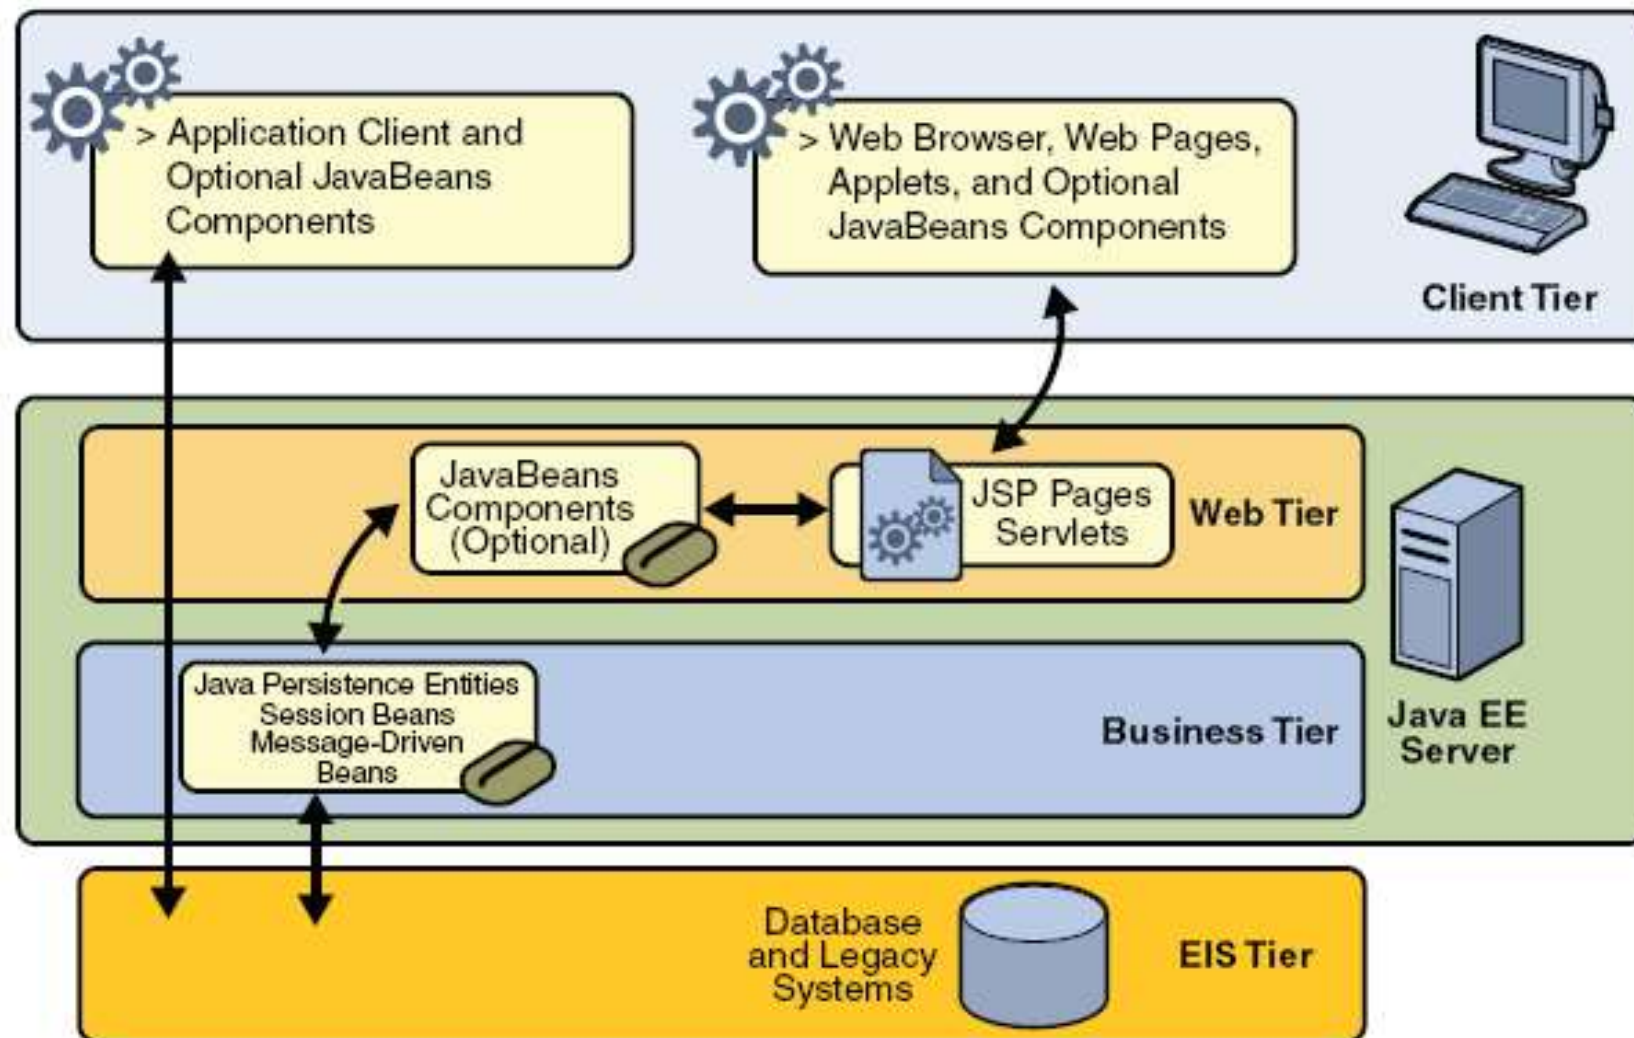 > Application Client and
Optional JavaBeans
Components
> Web Browser, Web Pages,
Applets, and Optional
JavaBeans Components
Client Tier
JavaBeans
Components
(Optional)
JSP Pages
Servlets
Web Tier
Java Persistence Entities
Session Beans
Message-Driven
Beans
Business Tier
Java EE
Server
Database
and Legacy
Systems
EIS Tier